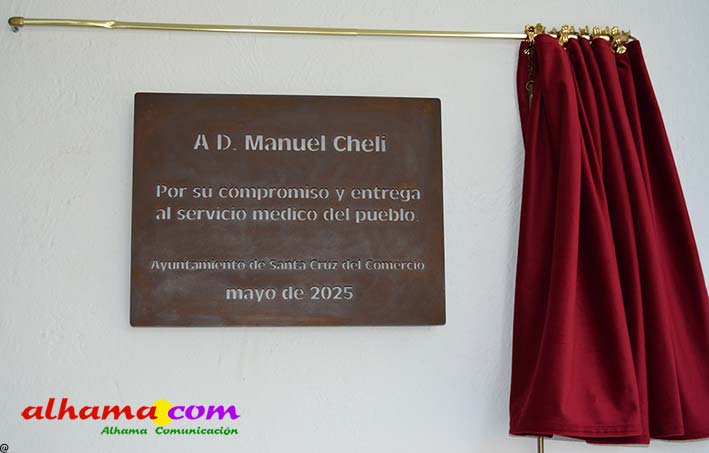 A D. Manuel Cheli
Por su compromiso y entrega
al servicio medico del pueblo.
Ayuntamiento de Santa Cruz del Comercio
mayo de 2025
alhama.com
Alhama Comunicación
@